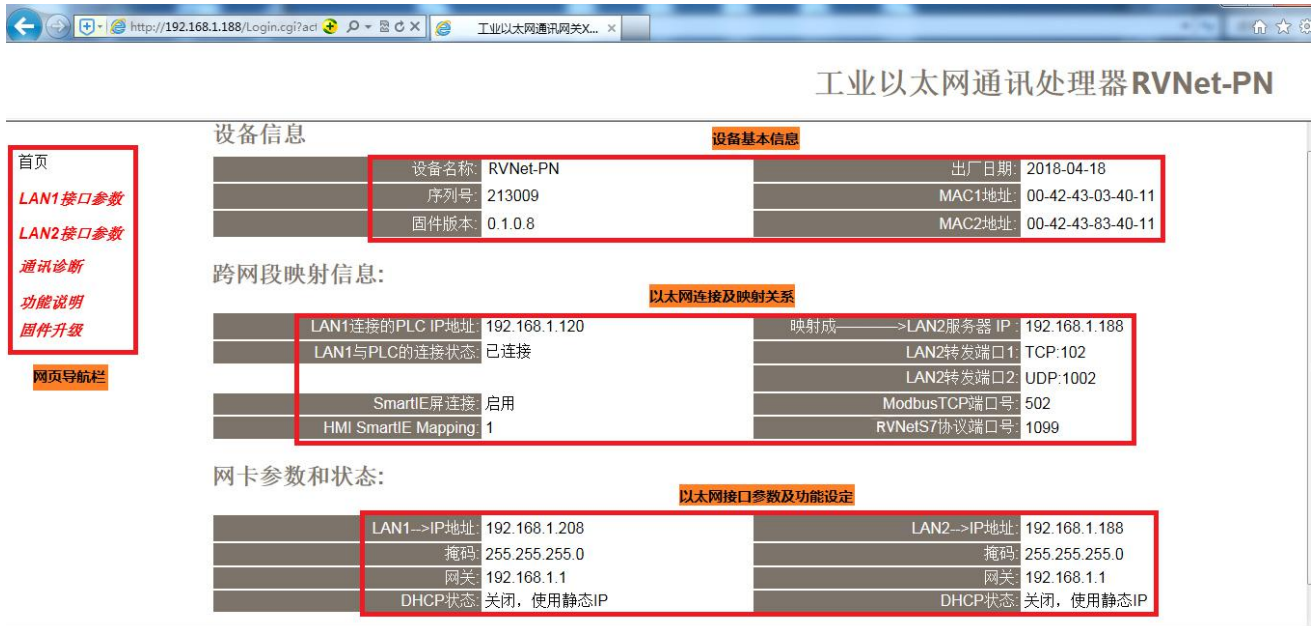 http://192.168.1.188/Login.cgi?act
工业以太网通讯网关X...
工业以太网通讯处理器RVNet-PN
首页
LAN1接口参数
LAN2接口参数
通讯诊断
功能说明
固件升级
网页导航栏
设备信息
设备基本信息
设备名称: RVNet-PN 出厂日期: 2018-04-18
序列号: 213009 MAC1地址: 00-42-43-03-40-11
固件版本: 0.1.0.8 MAC2地址: 00-42-43-83-40-11
跨网段映射信息:
以太网连接及映射关系
LAN1连接的PLC IP地址: 192.168.1.120 映射成————>LAN2服务器 IP : 192.168.1.188
LAN1与PLC的连接状态: 已连接 LAN2转发端口1: TCP:102
LAN2转发端口2: UDP:1002
SmartIE屏连接: 启用 ModbusTCP端口号: 502
HMI SmartIE Mapping: 1 RVNetS7协议端口号: 1099
网卡参数和状态:
以太网接口参数及功能设定
LAN1-->IP地址: 192.168.1.208 LAN2-->IP地址: 192.168.1.188
掩码: 255.255.255.0 掩码: 255.255.255.0
网关: 192.168.1.1 网关: 192.168.1.1
DHCP状态: 关闭，使用静态IP DHCP状态: 关闭，使用静态IP